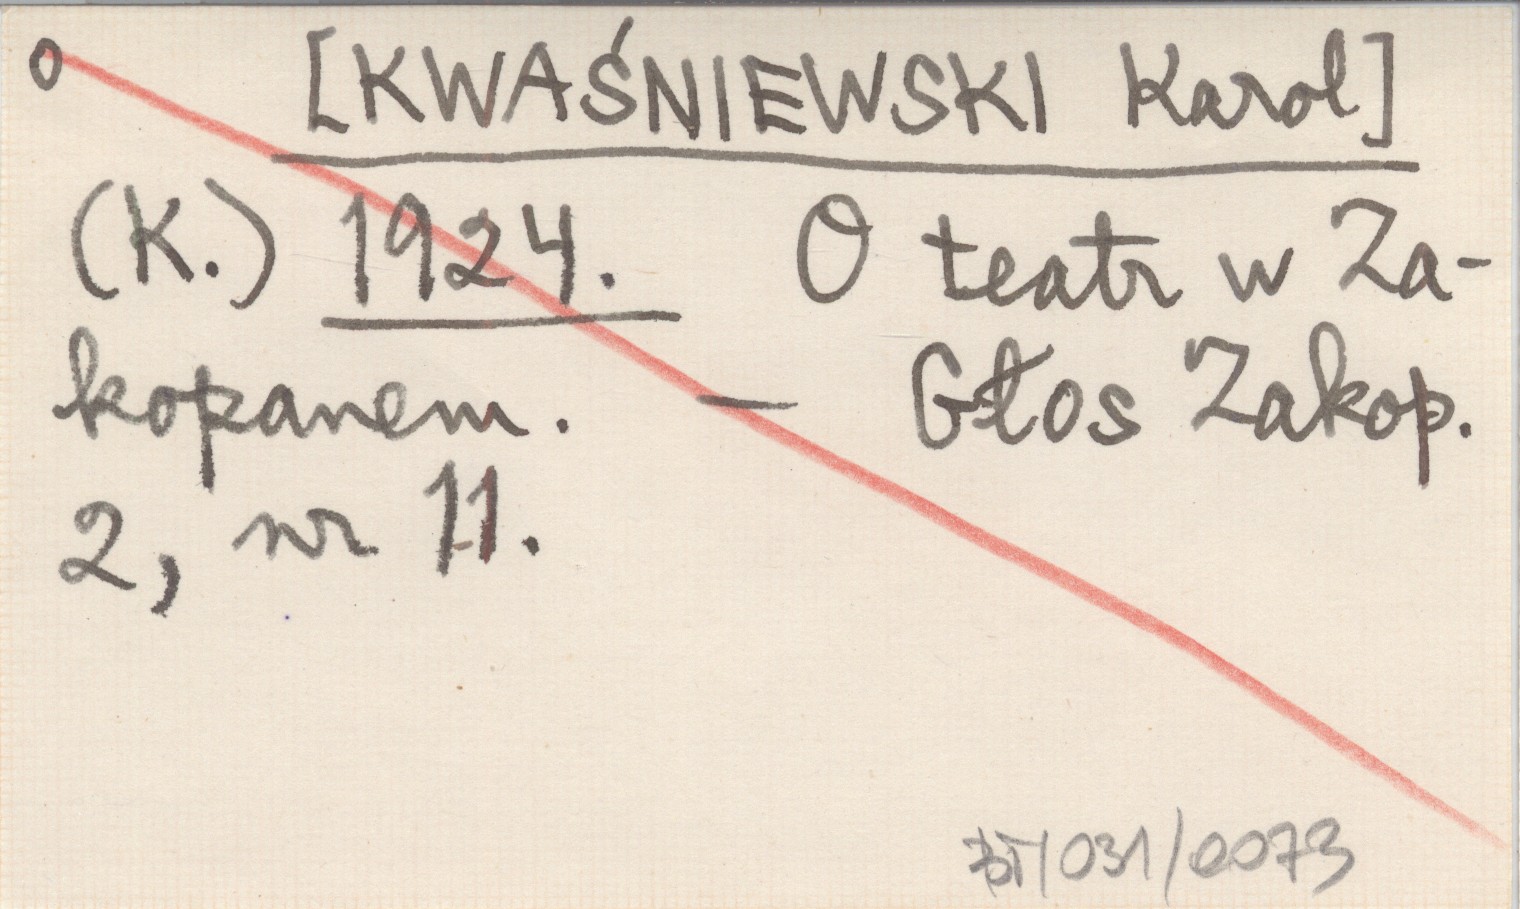 o [KWAŚNIEWSKI Karol]
(K.) 1924. O teatr w Za-
kopanem. — Głos Zakop.
2, nr 11.
BT/031/0073